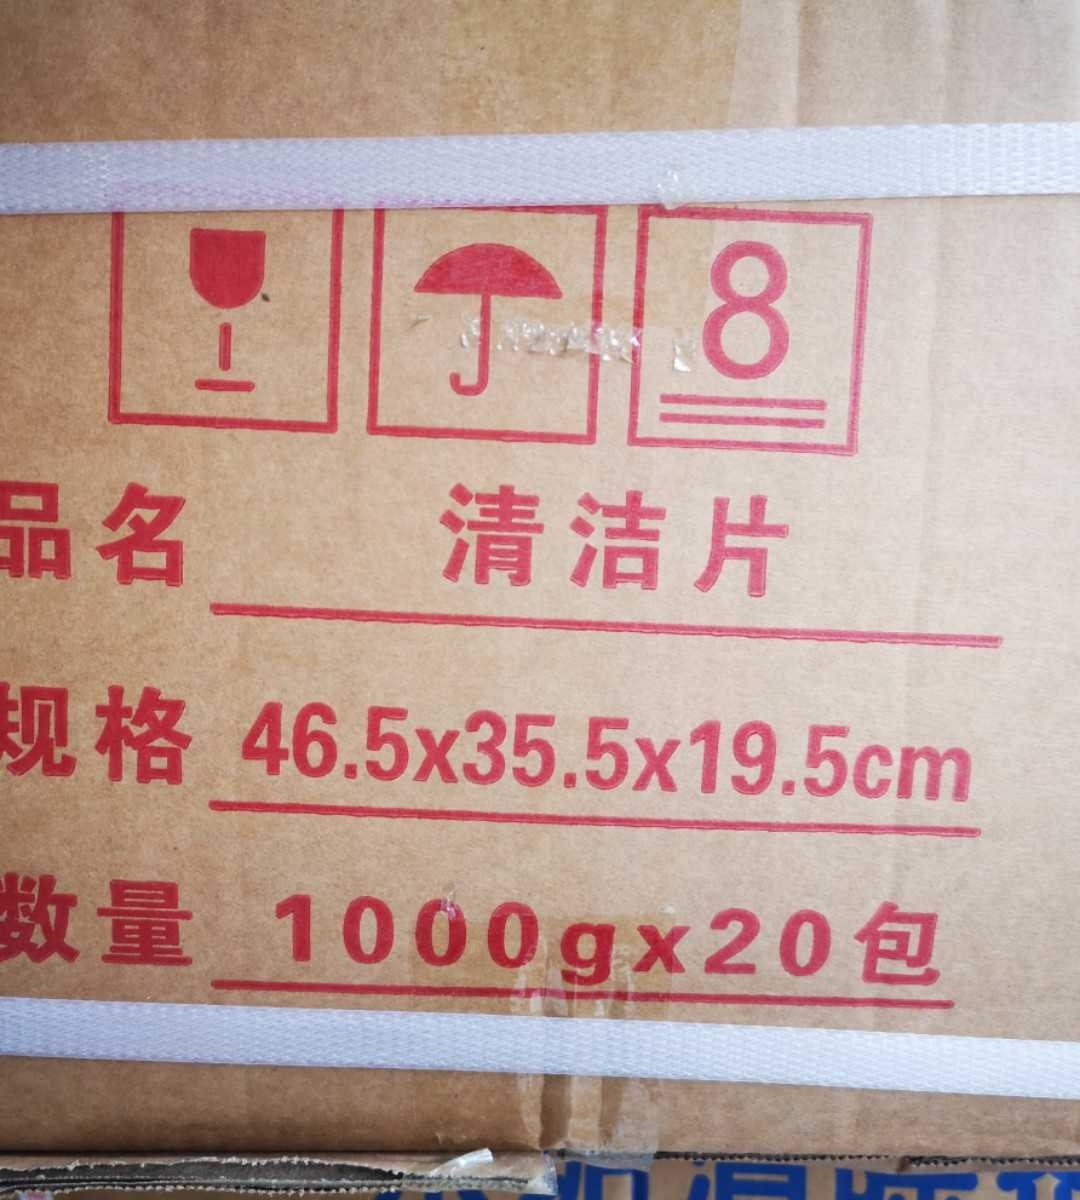 8
品名 清洁片
规格 46.5x35.5x19.5cm
数量 1000gx20包